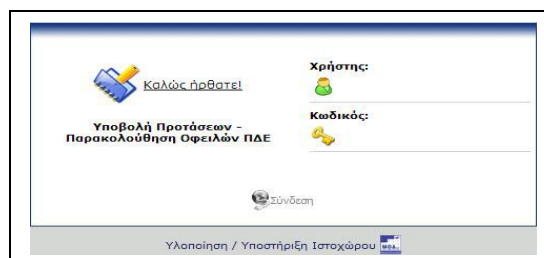 Καλώς ήρθατε!
Υποβολή Προτάσεων -
Παρακολούθηση Οφειλών ΠΔΕ
Χρήστης:
Κωδικός:
Σύνδεση
Υλοποίηση / Υποστήριξη Ιστοχώρου